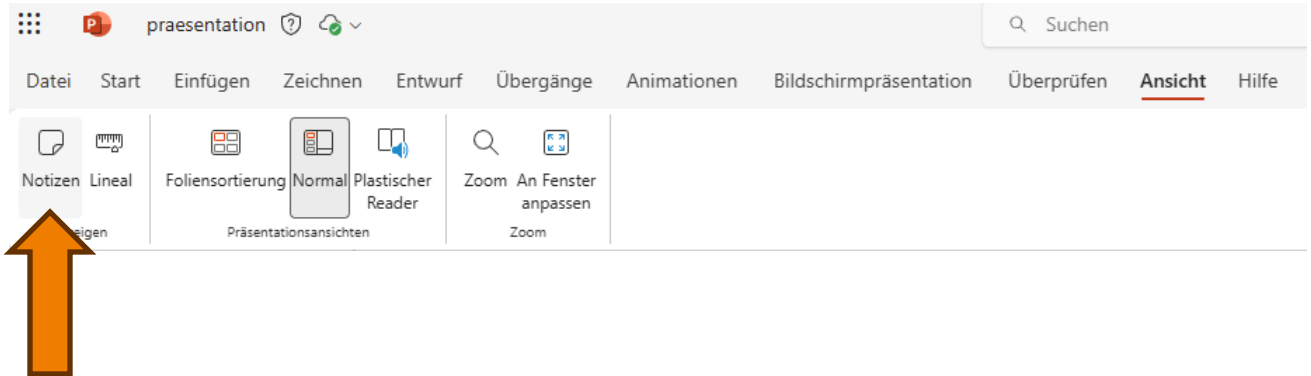 praesentation
Suchen
Datei Start Einfügen Zeichnen Entwurf Übergänge Animationen Bildschirmpräsentation Überprüfen Ansicht Hilfe
Notizen Lineal Foliensortierung Normal Plastischer Zoom An Fenster
Reader anpassen
Präsentationsansichten Zoom